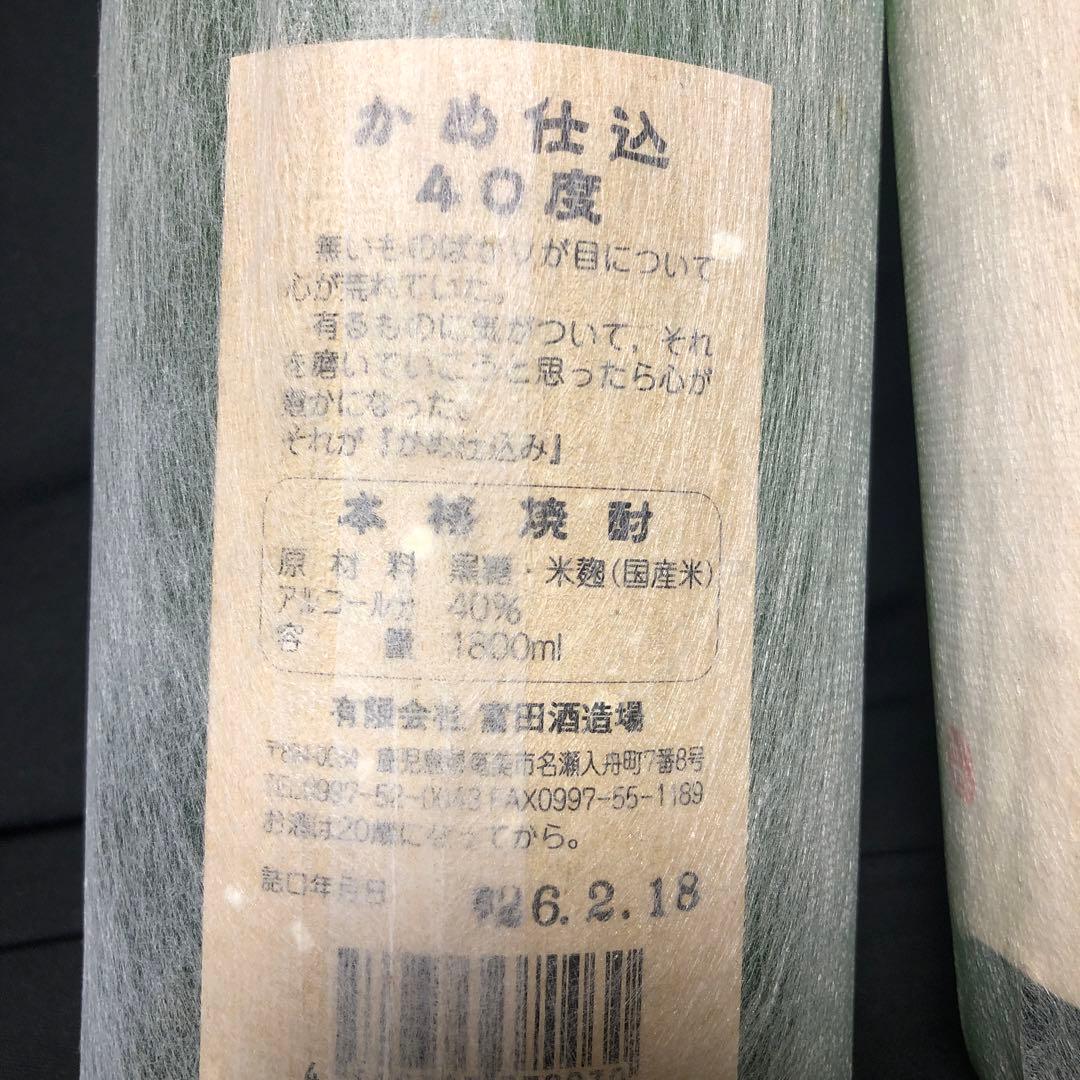 かめ仕込
40度
無いものばかりが目について
心が荒れていた。
有るものに気がついて，それ
を磨いていこうと思ったら心が
豊かになった。
それが『かめ仕込み』
本格焼酎
原材料 黒糖・米麹(国産米)
アルコール分 40%
容量 1800ml
有限会社 富田酒造場
〒894-0034 鹿児島県奄美市名瀬入舟町7番8号
TEL0997-52-0043 FAX0997-55-1189
お酒は20歳になってから。
詰口年月日 6.2.18
4